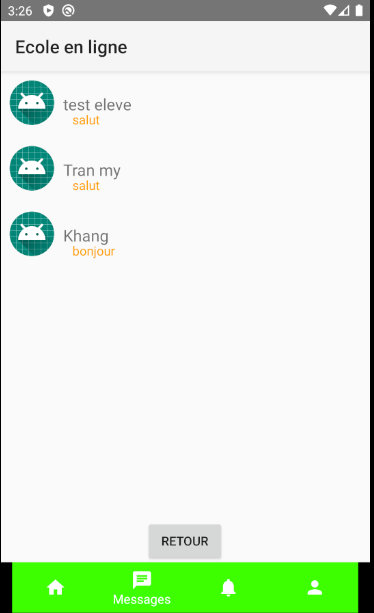 3:26
Ecole en ligne
test eleve
salut
Tran my
salut
Khang
bonjour
RETOUR
Messages